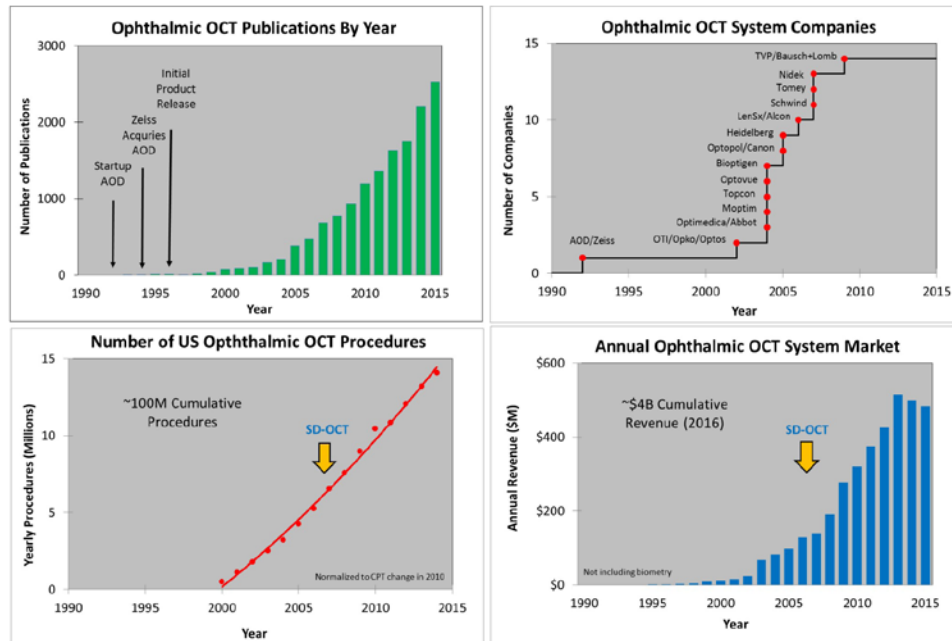 Ophthalmic OCT Publications By Year
3000
2000
1000
0
Number of Publications
Startup
AOD
Zeiss
Acquries
AOD
Initial
Product
Release
1990
1995
2000
2005
2010
2015
Year
Ophthalmic OCT System Companies
15
10
5
0
Number of Companies
AOD/Zeiss
OTI/Opko/Optos
Optimedica/Abbot
Moptim
Topcon
Optovue
Bioptigen
Optopol/Canon
Heidelberg
LenSx/Alcon
Schwind
Tomey
Nidek
TVP/Bausch+Lomb
1990
1995
2000
2005
2010
2015
Year
Number of US Opthalmic OCT Procedures
15
10
5
0
Yearly Procedures (Millions)
~100M Cumulative
Procedures
SD-OCT
Normalized to CPT change in 2010
1990
1995
2000
2005
2010
2015
Year
Annual Ophthalmic OCT System Market
$600
$400
$200
$0
Annual Revenue ($M)
~$4B Cumulative
Revenue (2016)
SD-OCT
Not including biometry
1990
1995
2000
2005
2010
2015
Year